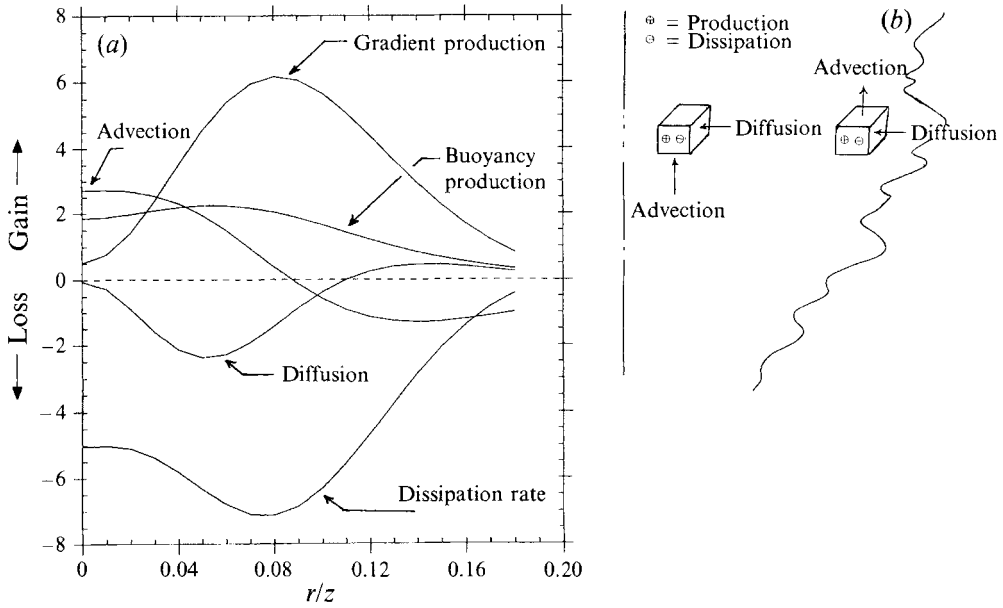 8
6
4
2
0
−2
−4
−6
−8
Gain →
← Loss
(a)
Gradient production
Advection
Buoyancy
production
Diffusion
Dissipation rate
0
0.04
0.08
0.12
0.16
0.20
r/z
(b)
⊕ = Production
⊖ = Dissipation
Advection
Diffusion
Diffusion
⊕ ⊖
⊕ ⊖
Advection